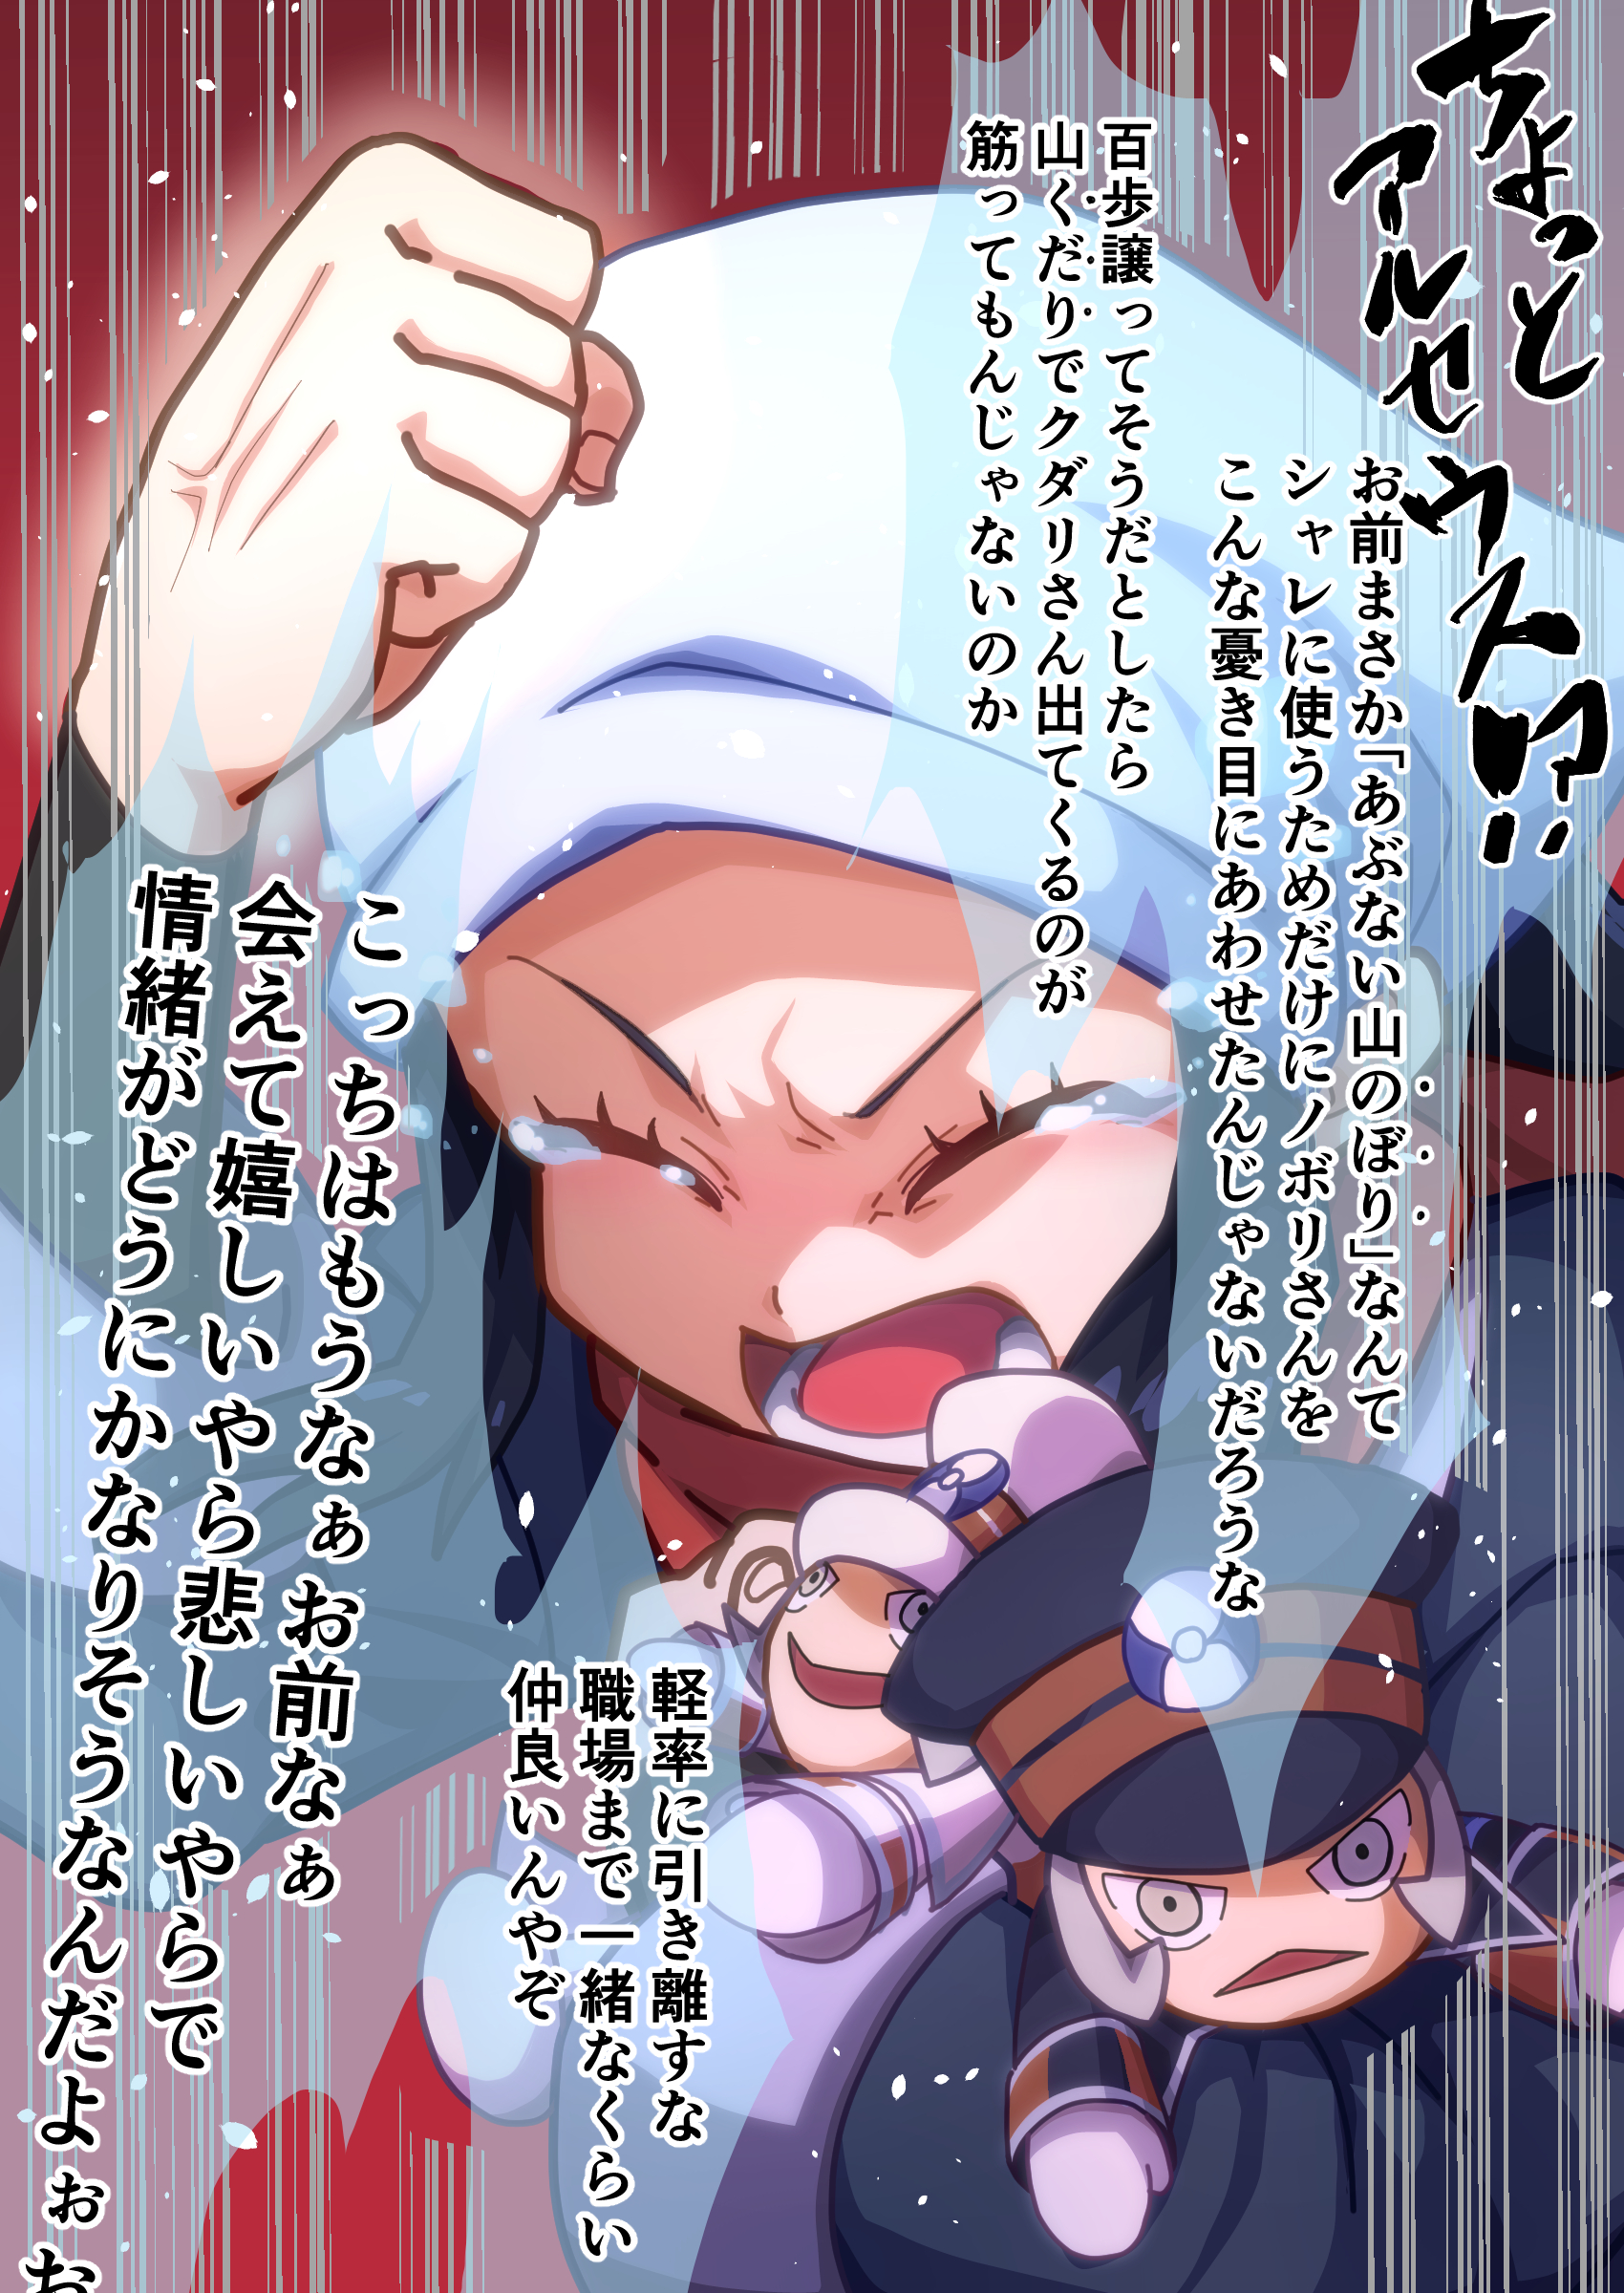 ちょっと
アルセウスゥ!!
お前まさか「あぶない山のぼり」なんて
シャレに使うためだけにノボリさんを
こんな憂き目にあわせたんじゃないだろうな
百歩譲ってそうだとしたら
山くだりでクダリさん出てくるのが
筋ってもんじゃないのか
軽率に引き離すな
職場まで一緒なくらい
仲良いんやぞ
こっちはもうなぁお前なぁ
会えて嬉しいやら悲しいやらで
情緒がどうにかなりそうなんだよぉお